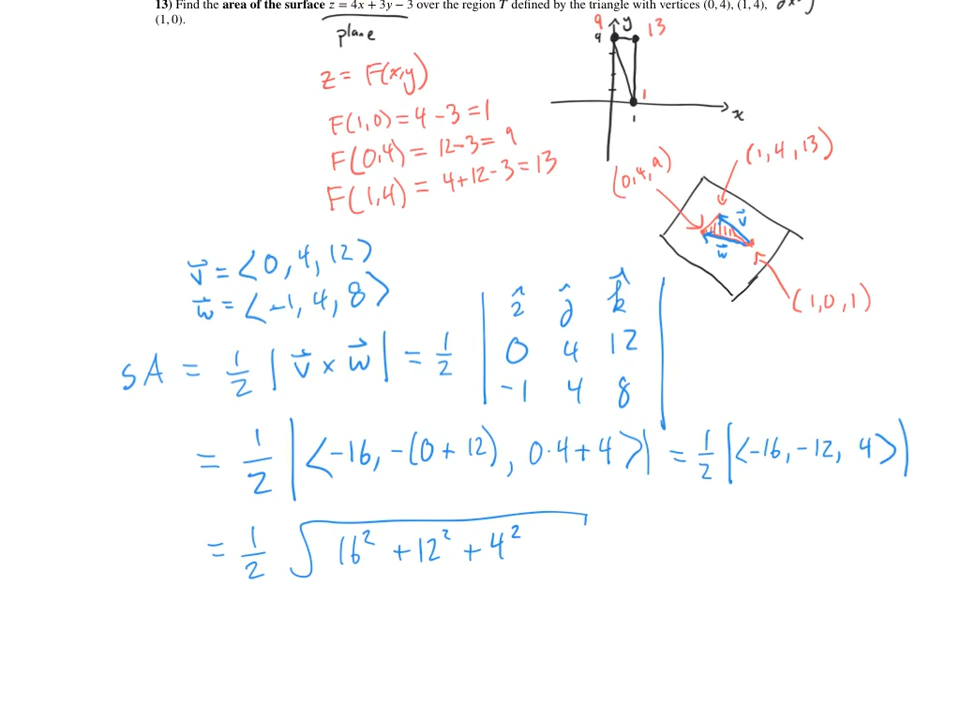 13) Find the area of the surface z = 4x + 3y − 3 over the region T defined by the triangle with vertices (0, 4), (1, 4),
(1, 0).
plane
9
4
y
13
1
1
x
z = F(x,y)
F(1,0) = 4 − 3 = 1
F(0,4) = 12 − 3 = 9
F(1,4) = 4 + 12 − 3 = 13
(0,4,9)
(1,4,13)
v⃗
w⃗
(1,0,1)
v⃗ = ⟨0, 4, 12⟩
w⃗ = ⟨−1, 4, 8⟩
SA = 1/2 |v⃗ × w⃗| = 1/2 | î ĵ k̂ |
0 4 12
−1 4 8
= 1/2 |⟨−16, −(0 + 12), 0·4 + 4⟩| = 1/2 |⟨−16, −12, 4⟩|
= 1/2 √(16² + 12² + 4²)